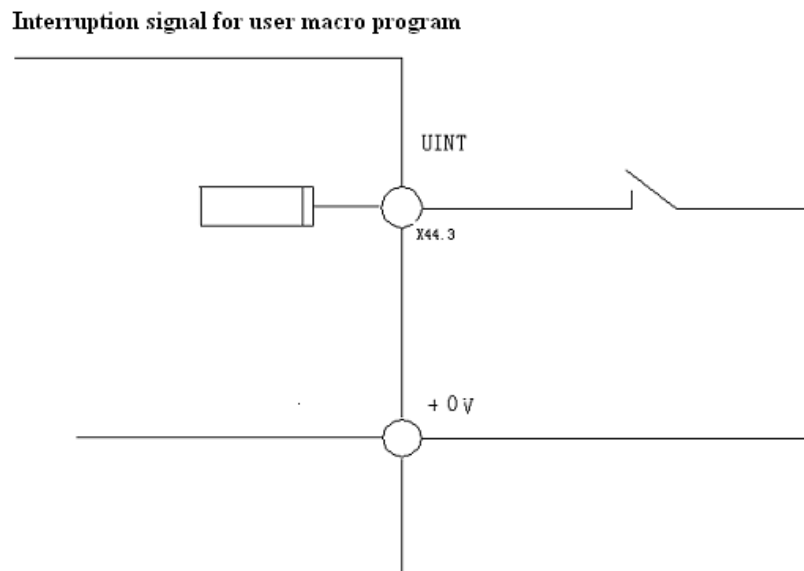 Interruption signal for user macro program
UINT
X44.3
+0V